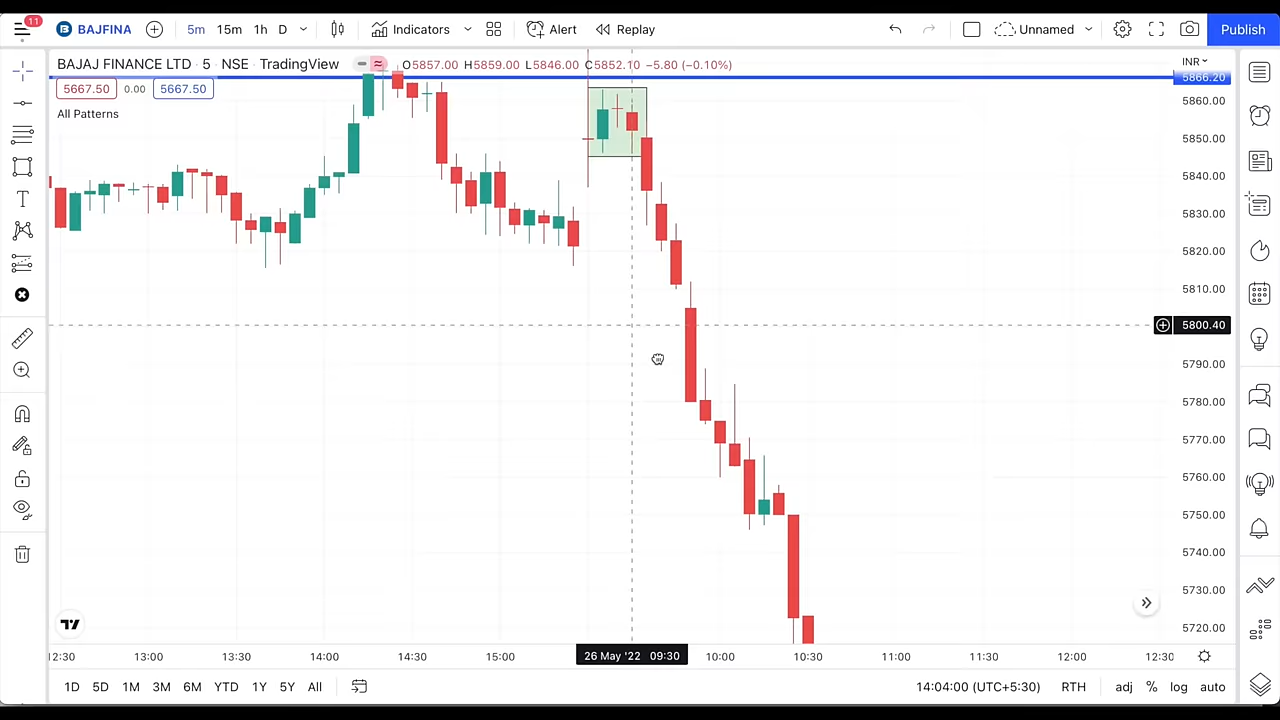 11
BAJFINA
5m 15m 1h D
Indicators
Alert
Replay
Unnamed
Publish
BAJAJ FINANCE LTD · 5 · NSE · TradingView
O5857.00 H5859.00 L5846.00 C5852.10 −5.80 (−0.10%)
INR
5667.50 0.00 5667.50
All Patterns
5866.20
5860.00
5850.00
5840.00
5830.00
5820.00
5810.00
5800.40
5790.00
5780.00
5770.00
5760.00
5750.00
5740.00
5730.00
5720.00
12:30 13:00 13:30 14:00 14:30 15:00 26 May '22 09:30 10:00 10:30 11:00 11:30 12:00 12:30
1D 5D 1M 3M 6M YTD 1Y 5Y All
14:04:00 (UTC+5:30) RTH adj % log auto